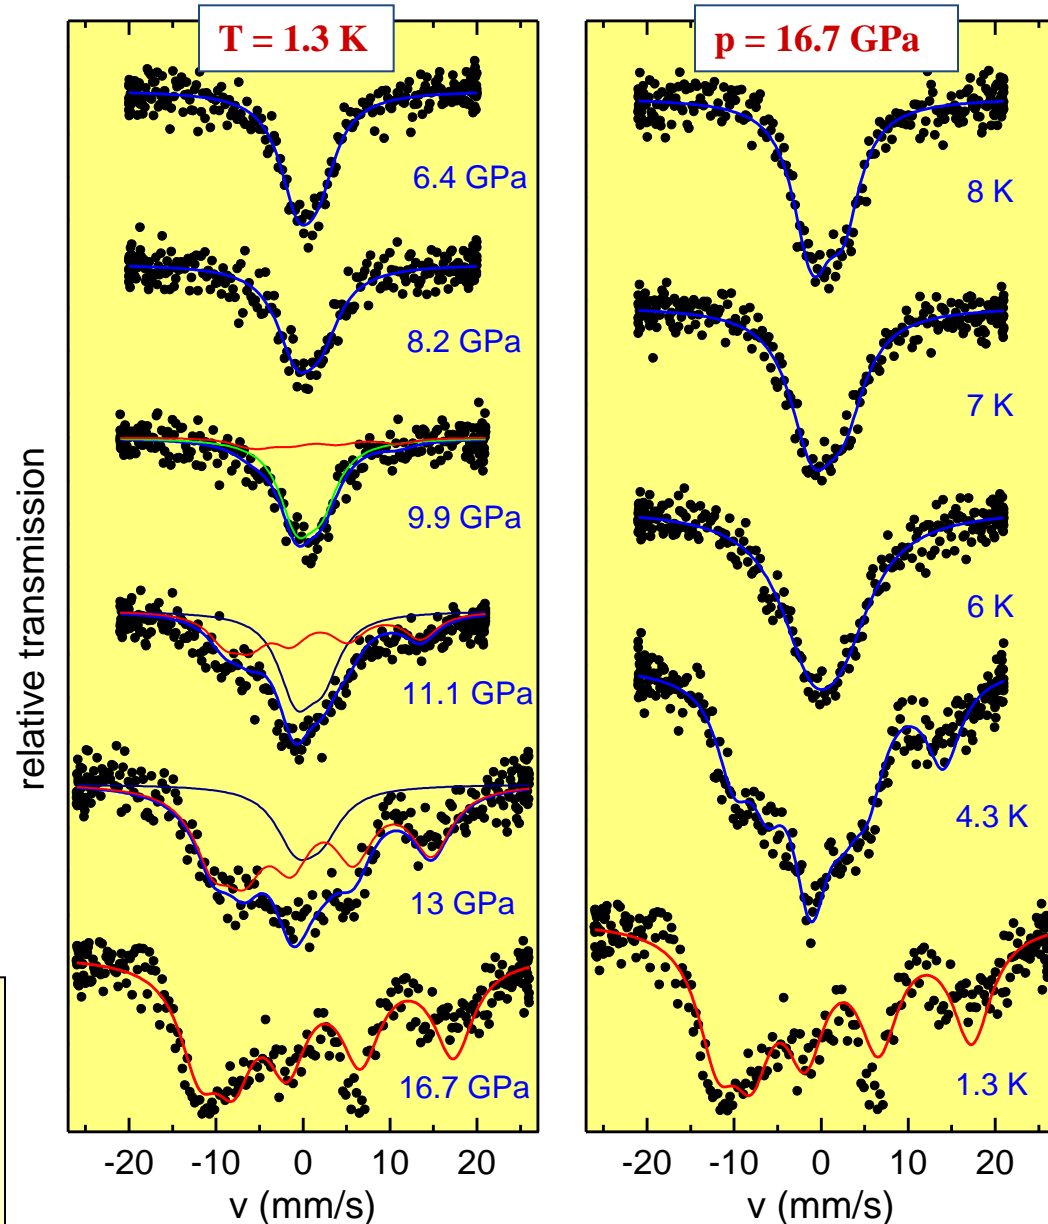 T = 1.3 K
6.4 GPa
8.2 GPa
9.9 GPa
11.1 GPa
13 GPa
16.7 GPa
-20 -10 0 10 20
v (mm/s)
relative transmission
p = 16.7 GPa
8 K
7 K
6 K
4.3 K
1.3 K
-20 -10 0 10 20
v (mm/s)